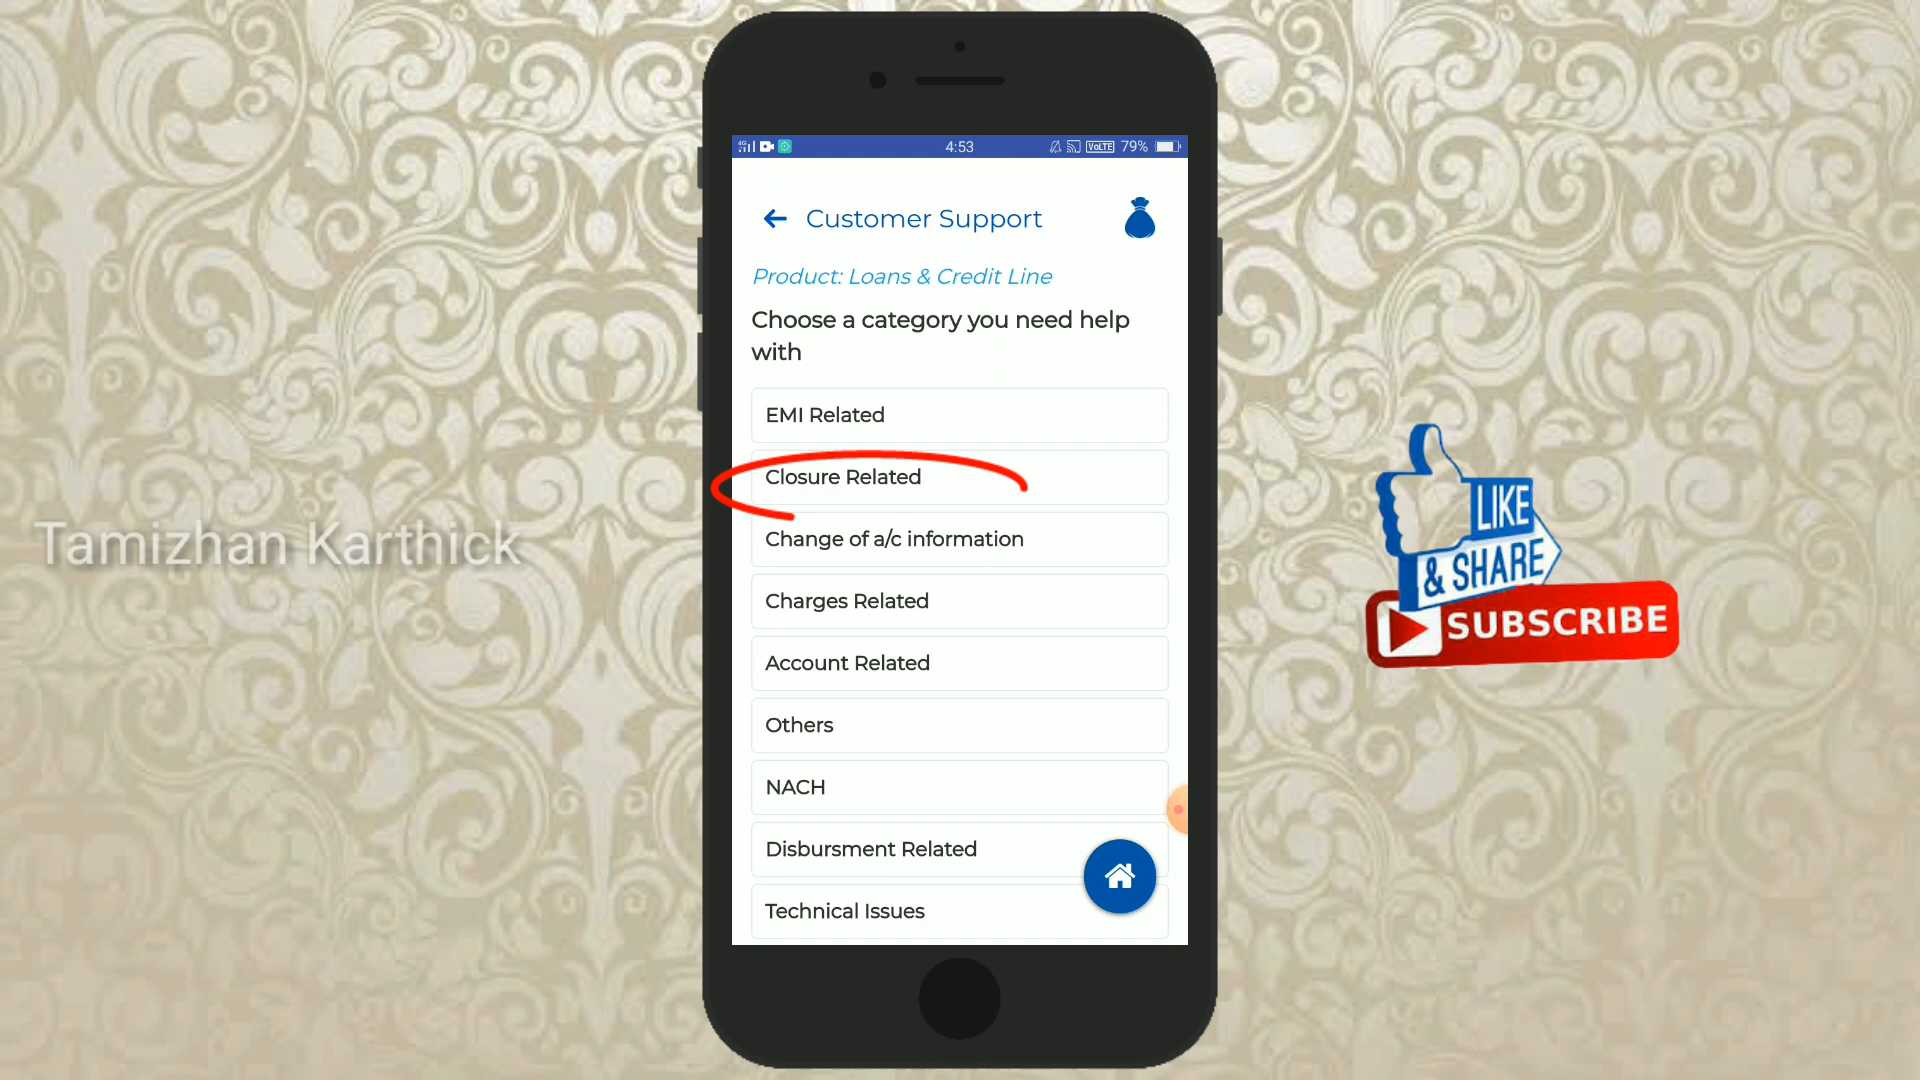 4:53
VoLTE 79%
Customer Support
Product: Loans & Credit Line
Choose a category you need help
with
EMI Related
Closure Related
Change of a/c information
Charges Related
Account Related
Others
NACH
Disbursment Related
Technical Issues
Tamizhan Karthick
LIKE
& SHARE
SUBSCRIBE